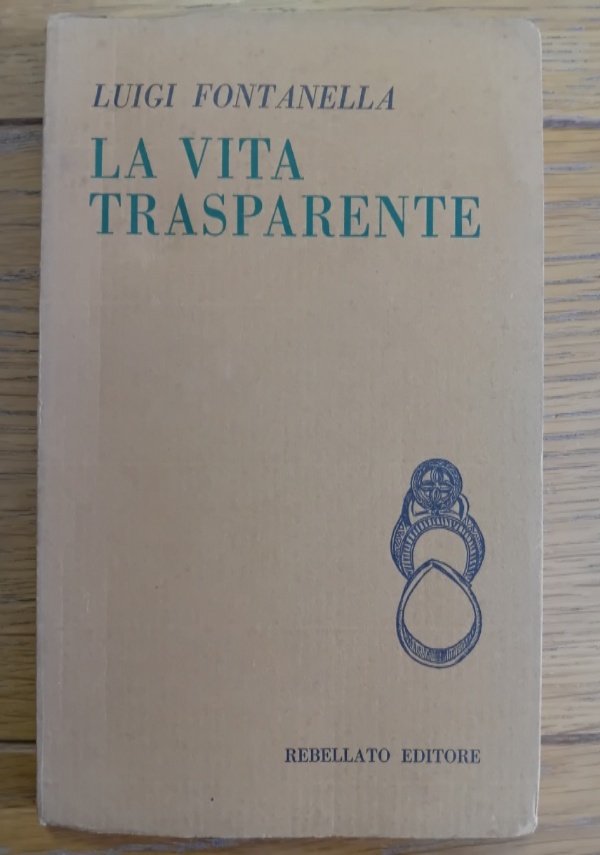 LUIGI FONTANELLA
LA VITA
TRASPARENTE
REBELLATO EDITORE